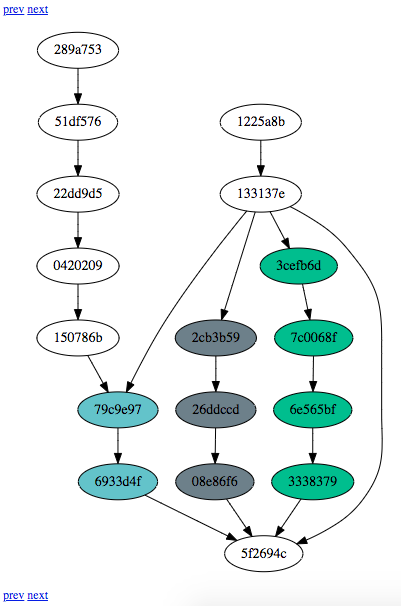 prev next
289a753
51df576 1225a8b
22dd9d5 133137e
0420209 3cefb6d
150786b 2cb3b59 7c0068f
79c9e97 26ddccd 6e565bf
6933d4f 08e86f6 3338379
5f2694c
prev next